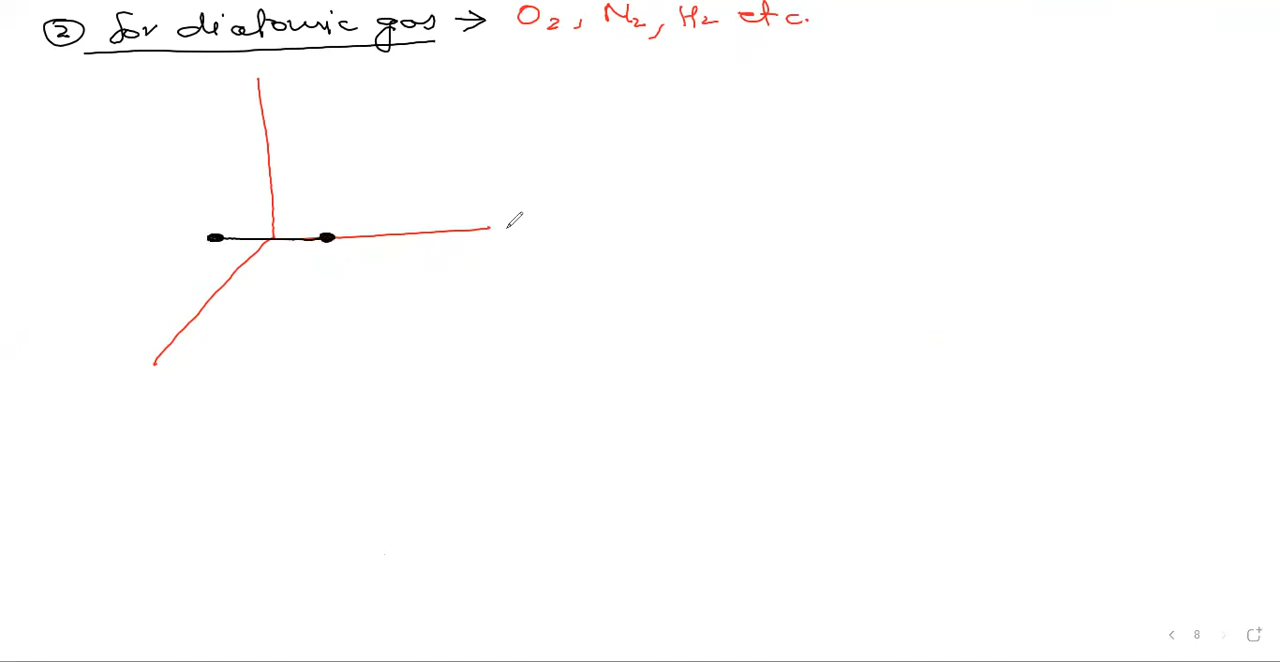 ② for diatomic gas → O₂, N₂, H₂ etc.
8